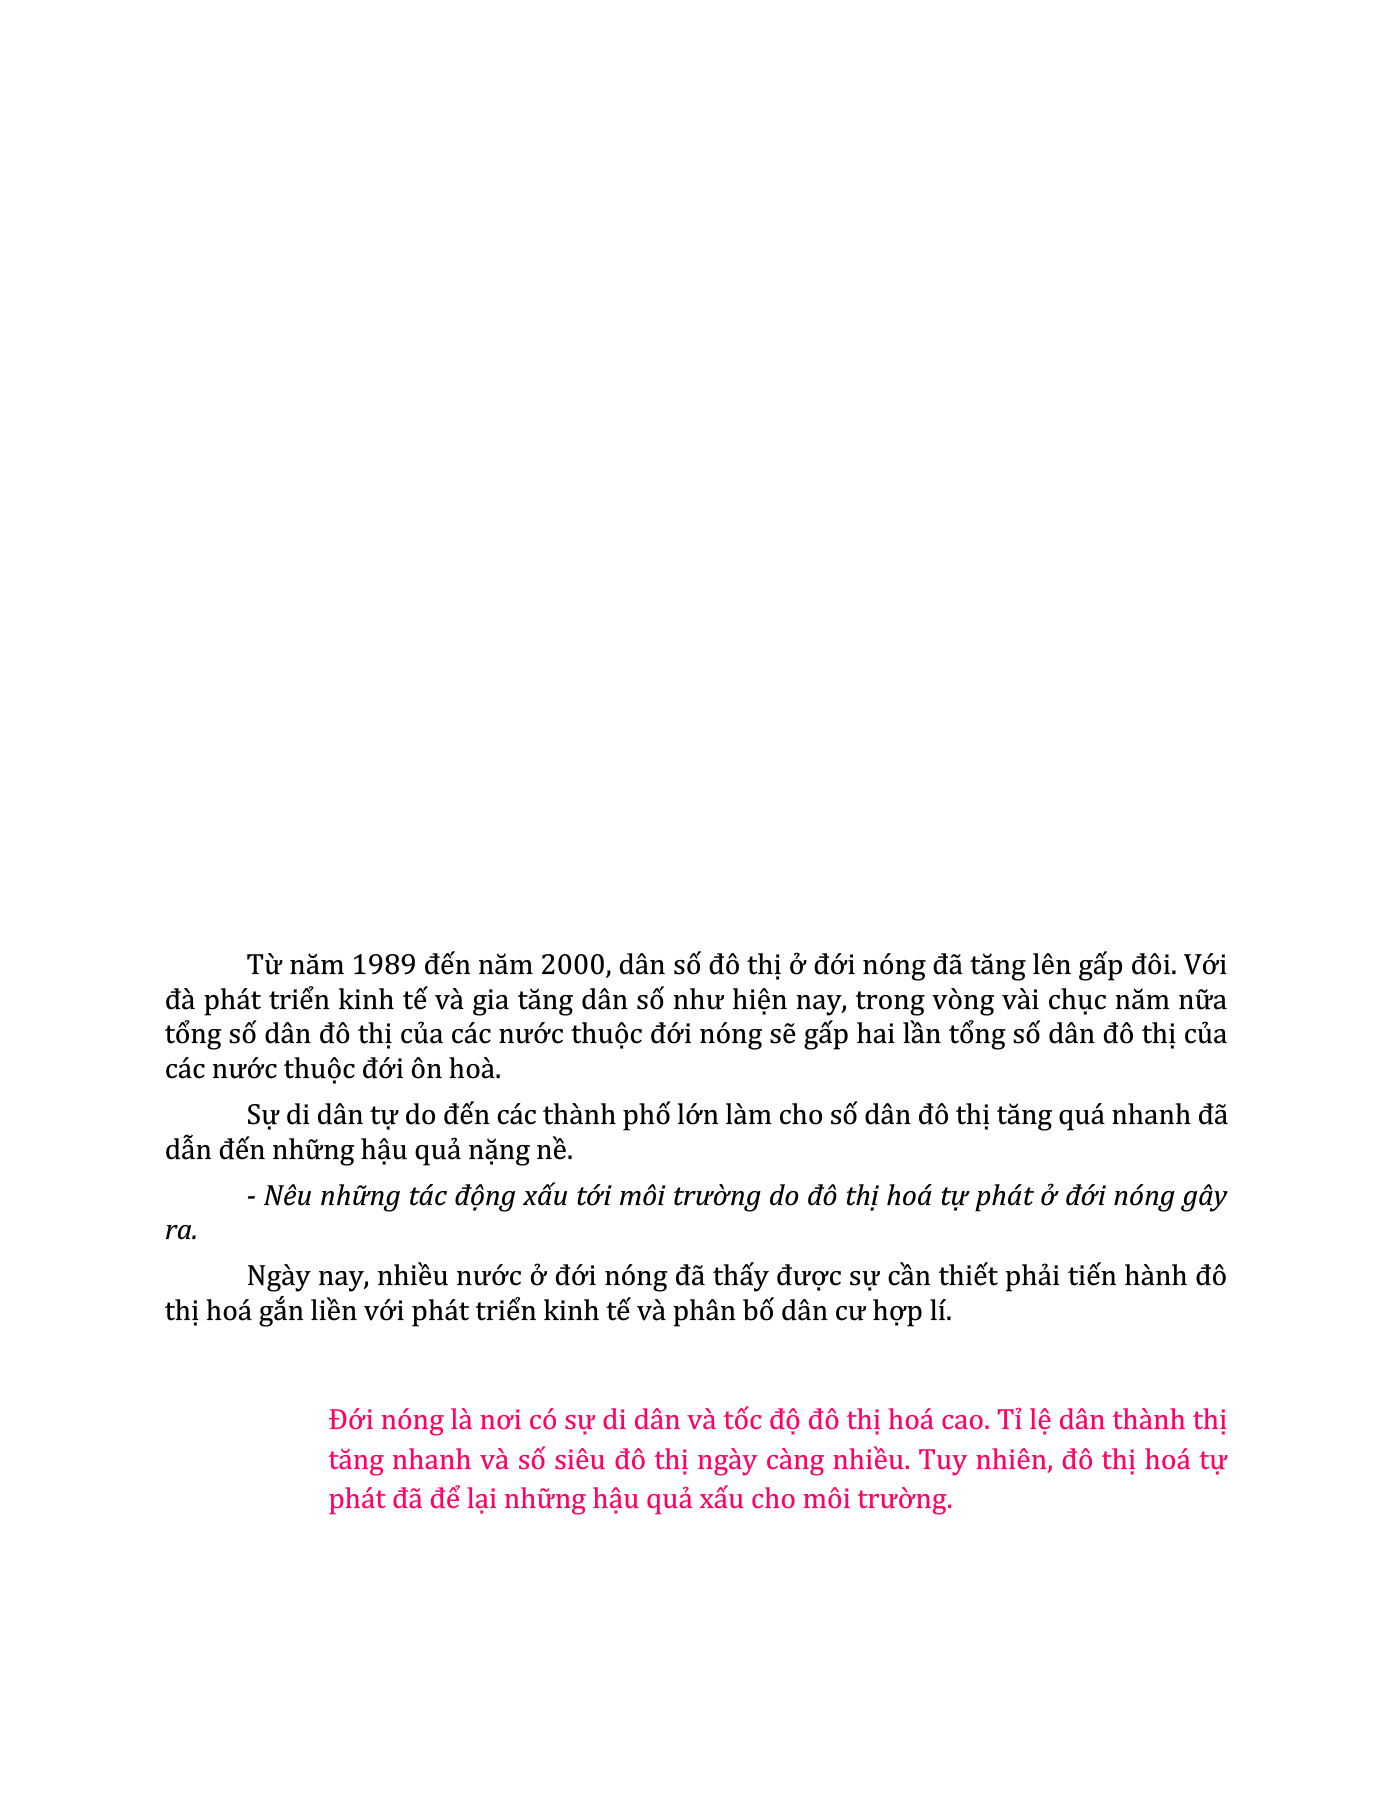 Từ năm 1989 đến năm 2000, dân số đô thị ở đới nóng đã tăng lên gấp đôi. Với
đà phát triển kinh tế và gia tăng dân số như hiện nay, trong vòng vài chục năm nữa
tổng số dân đô thị của các nước thuộc đới nóng sẽ gấp hai lần tổng số dân đô thị của
các nước thuộc đới ôn hoà.
Sự di dân tự do đến các thành phố lớn làm cho số dân đô thị tăng quá nhanh đã
dẫn đến những hậu quả nặng nề.
- Nêu những tác động xấu tới môi trường do đô thị hoá tự phát ở đới nóng gây
ra.
Ngày nay, nhiều nước ở đới nóng đã thấy được sự cần thiết phải tiến hành đô
thị hoá gắn liền với phát triển kinh tế và phân bố dân cư hợp lí.
Đới nóng là nơi có sự di dân và tốc độ đô thị hoá cao. Tỉ lệ dân thành thị
tăng nhanh và số siêu đô thị ngày càng nhiều. Tuy nhiên, đô thị hoá tự
phát đã để lại những hậu quả xấu cho môi trường.